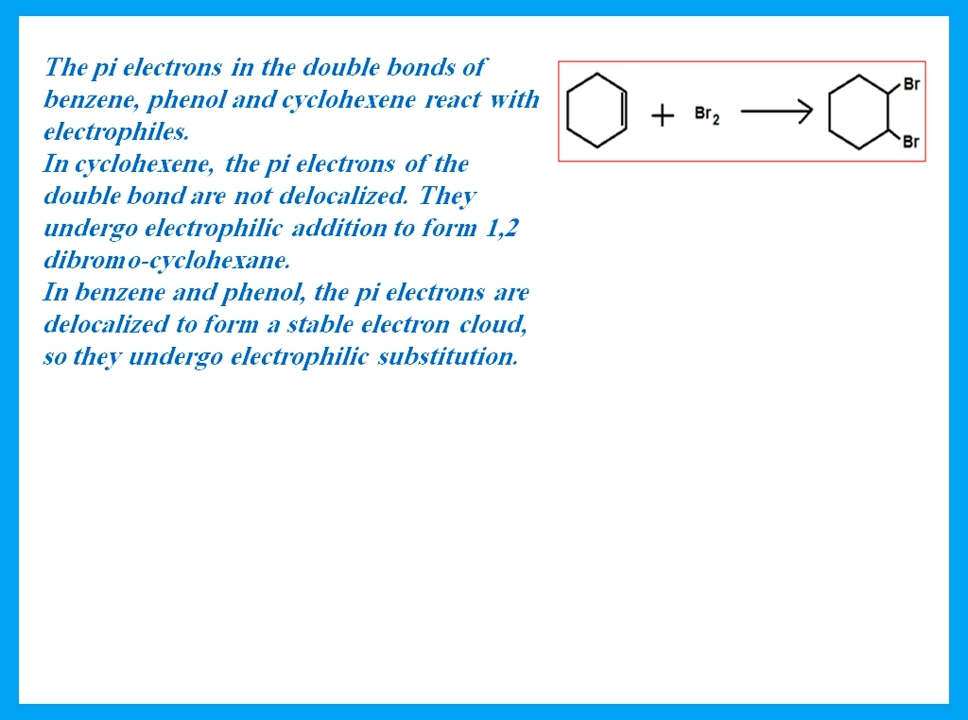 The pi electrons in the double bonds of
benzene, phenol and cyclohexene react with
electrophiles.
In cyclohexene, the pi electrons of the
double bond are not delocalized. They
undergo electrophilic addition to form 1,2
dibromo-cyclohexane.
In benzene and phenol, the pi electrons are
delocalized to form a stable electron cloud,
so they undergo electrophilic substitution.
+ Br₂
Br
Br